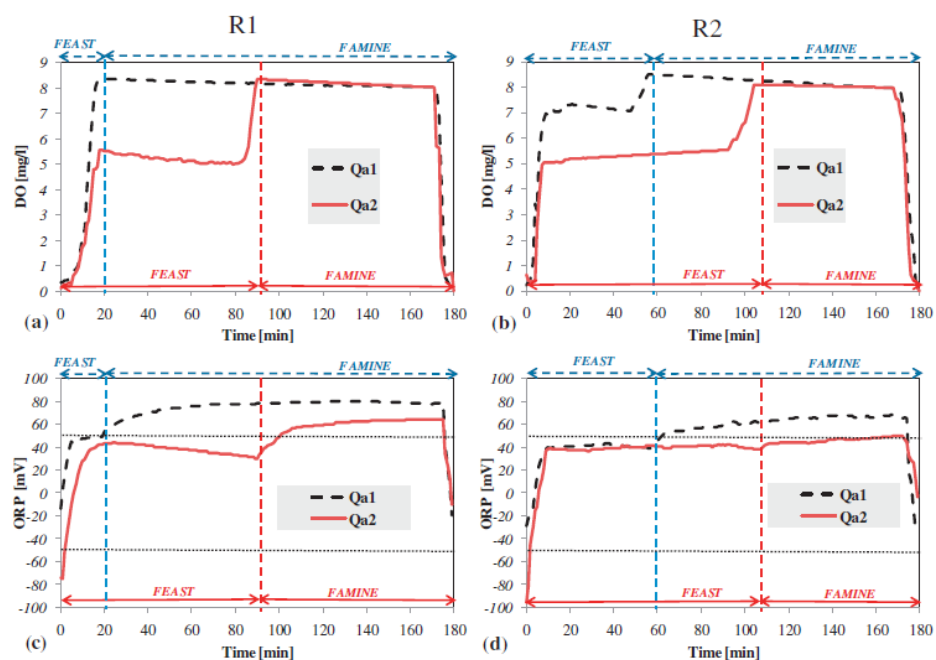 R1
R2
FEAST FAMINE
FEAST FAMINE
9
8
7
6
5
4
3
2
1
0
DO [mg/l]
Qa1
Qa2
FEAST FAMINE
0 20 40 60 80 100 120 140 160 180
(a) Time [min]
9
8
7
6
5
4
3
2
1
0
DO [mg/l]
Qa1
Qa2
FEAST FAMINE
0 20 40 60 80 100 120 140 160 180
(b) Time [min]
FEAST FAMINE
100
80
60
40
20
0
-20
-40
-60
-80
-100
ORP [mV]
Qa1
Qa2
FEAST FAMINE
0 20 40 60 80 100 120 140 160 180
(c) Time [min]
FEAST FAMINE
100
80
60
40
20
0
-20
-40
-60
-80
-100
ORP [mV]
Qa1
Qa2
FEAST FAMINE
0 20 40 60 80 100 120 140 160 180
(d) Time [min]